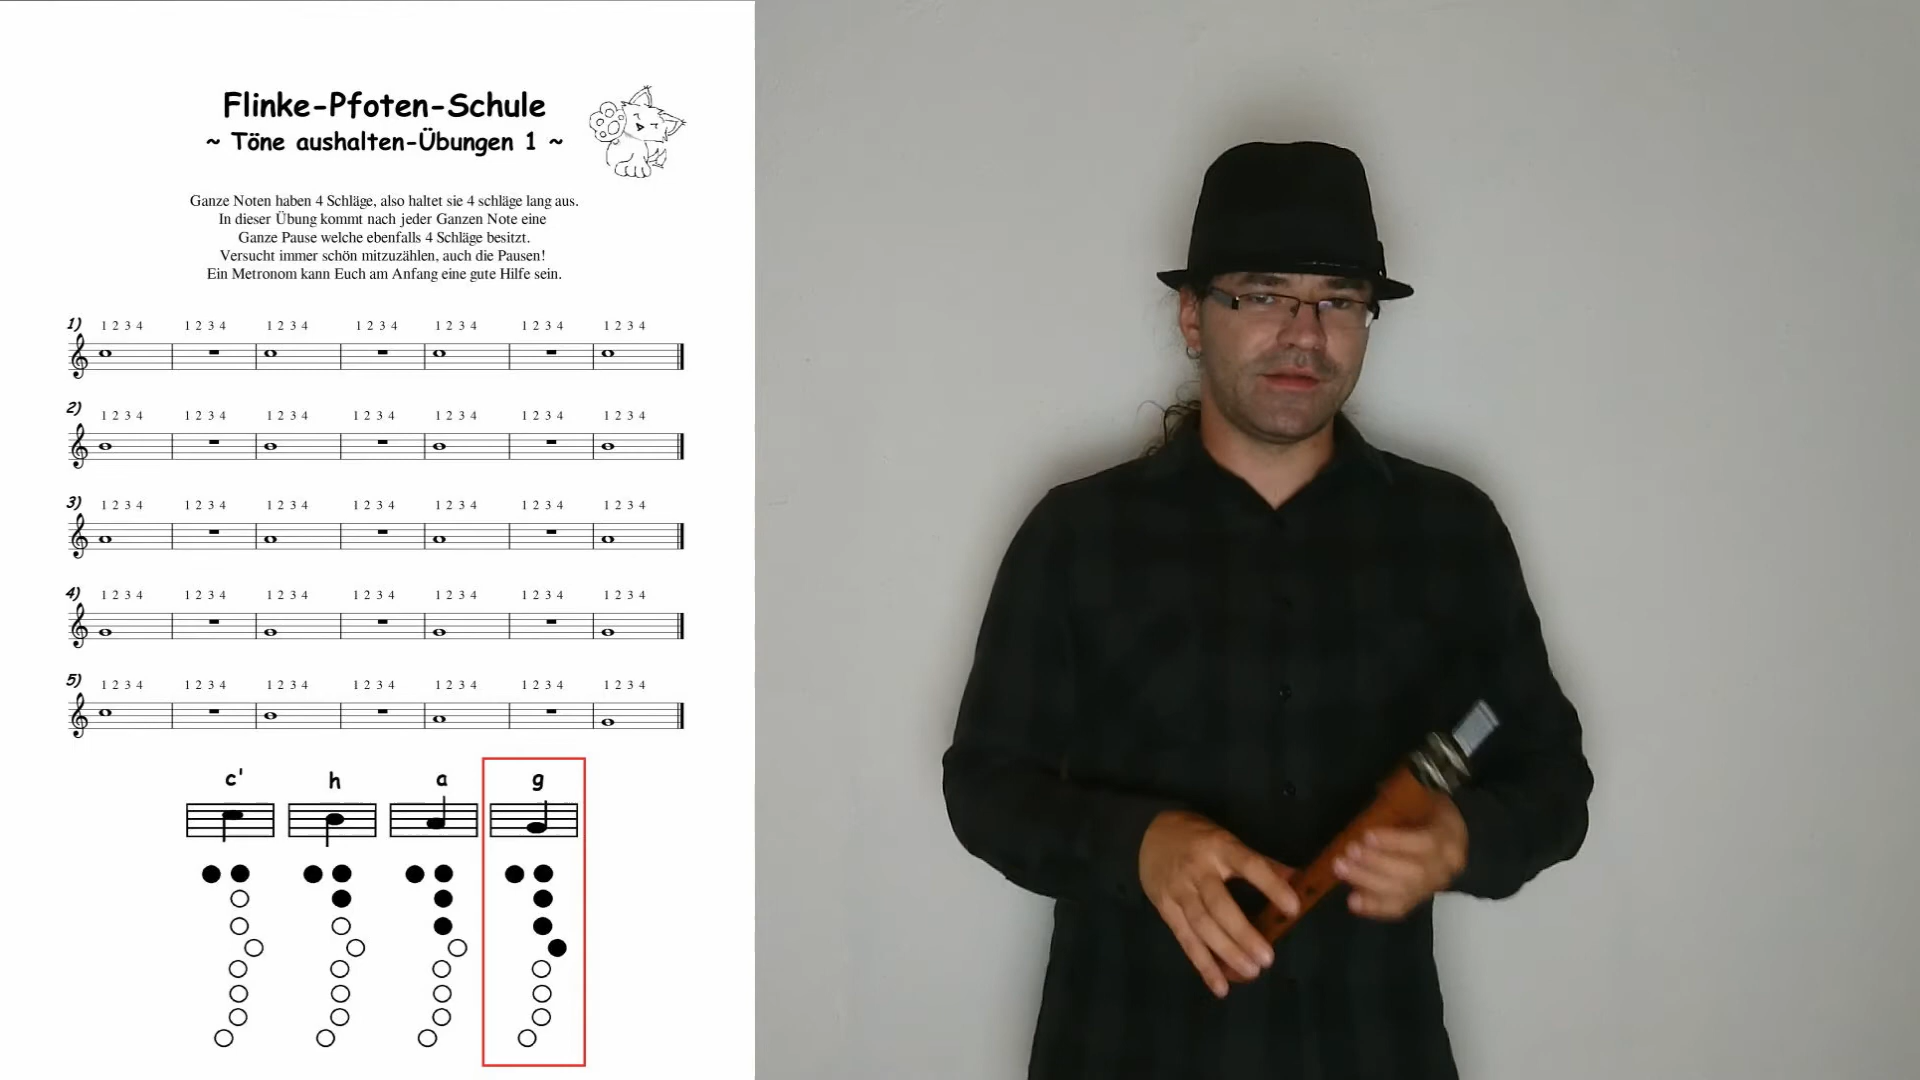 Flinke-Pfoten-Schule
~ Töne aushalten-Übungen 1 ~
Ganze Noten haben 4 Schläge, also haltet sie 4 schläge lang aus.
In dieser Übung kommt nach jeder Ganzen Note eine
Ganze Pause welche ebenfalls 4 Schläge besitzt.
Versucht immer schön mitzuzählen, auch die Pausen!
Ein Metronom kann Euch am Anfang eine gute Hilfe sein.
1) 1 2 3 4 1 2 3 4 1 2 3 4 1 2 3 4 1 2 3 4 1 2 3 4 1 2 3 4
2) 1 2 3 4 1 2 3 4 1 2 3 4 1 2 3 4 1 2 3 4 1 2 3 4 1 2 3 4
3) 1 2 3 4 1 2 3 4 1 2 3 4 1 2 3 4 1 2 3 4 1 2 3 4 1 2 3 4
4) 1 2 3 4 1 2 3 4 1 2 3 4 1 2 3 4 1 2 3 4 1 2 3 4 1 2 3 4
5) 1 2 3 4 1 2 3 4 1 2 3 4 1 2 3 4 1 2 3 4 1 2 3 4 1 2 3 4
c' h a g